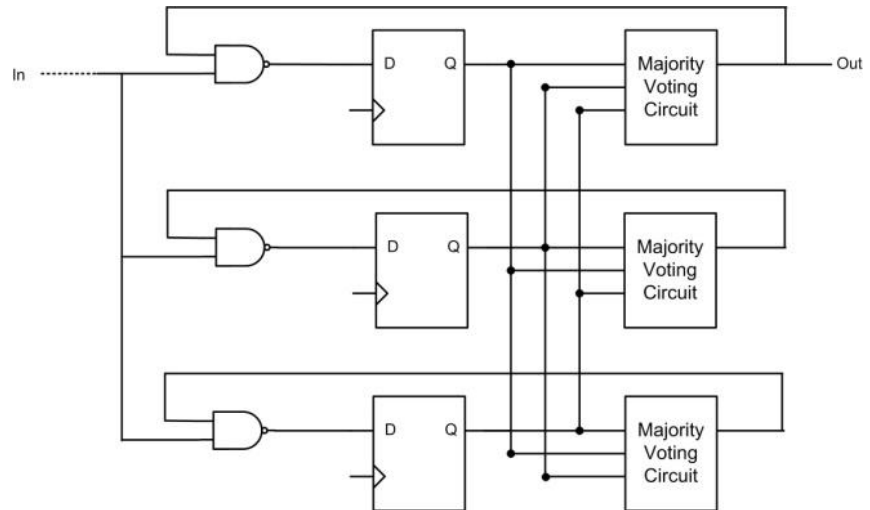 In
D Q
Majority
Voting
Circuit
Out
D Q
Majority
Voting
Circuit
D Q
Majority
Voting
Circuit